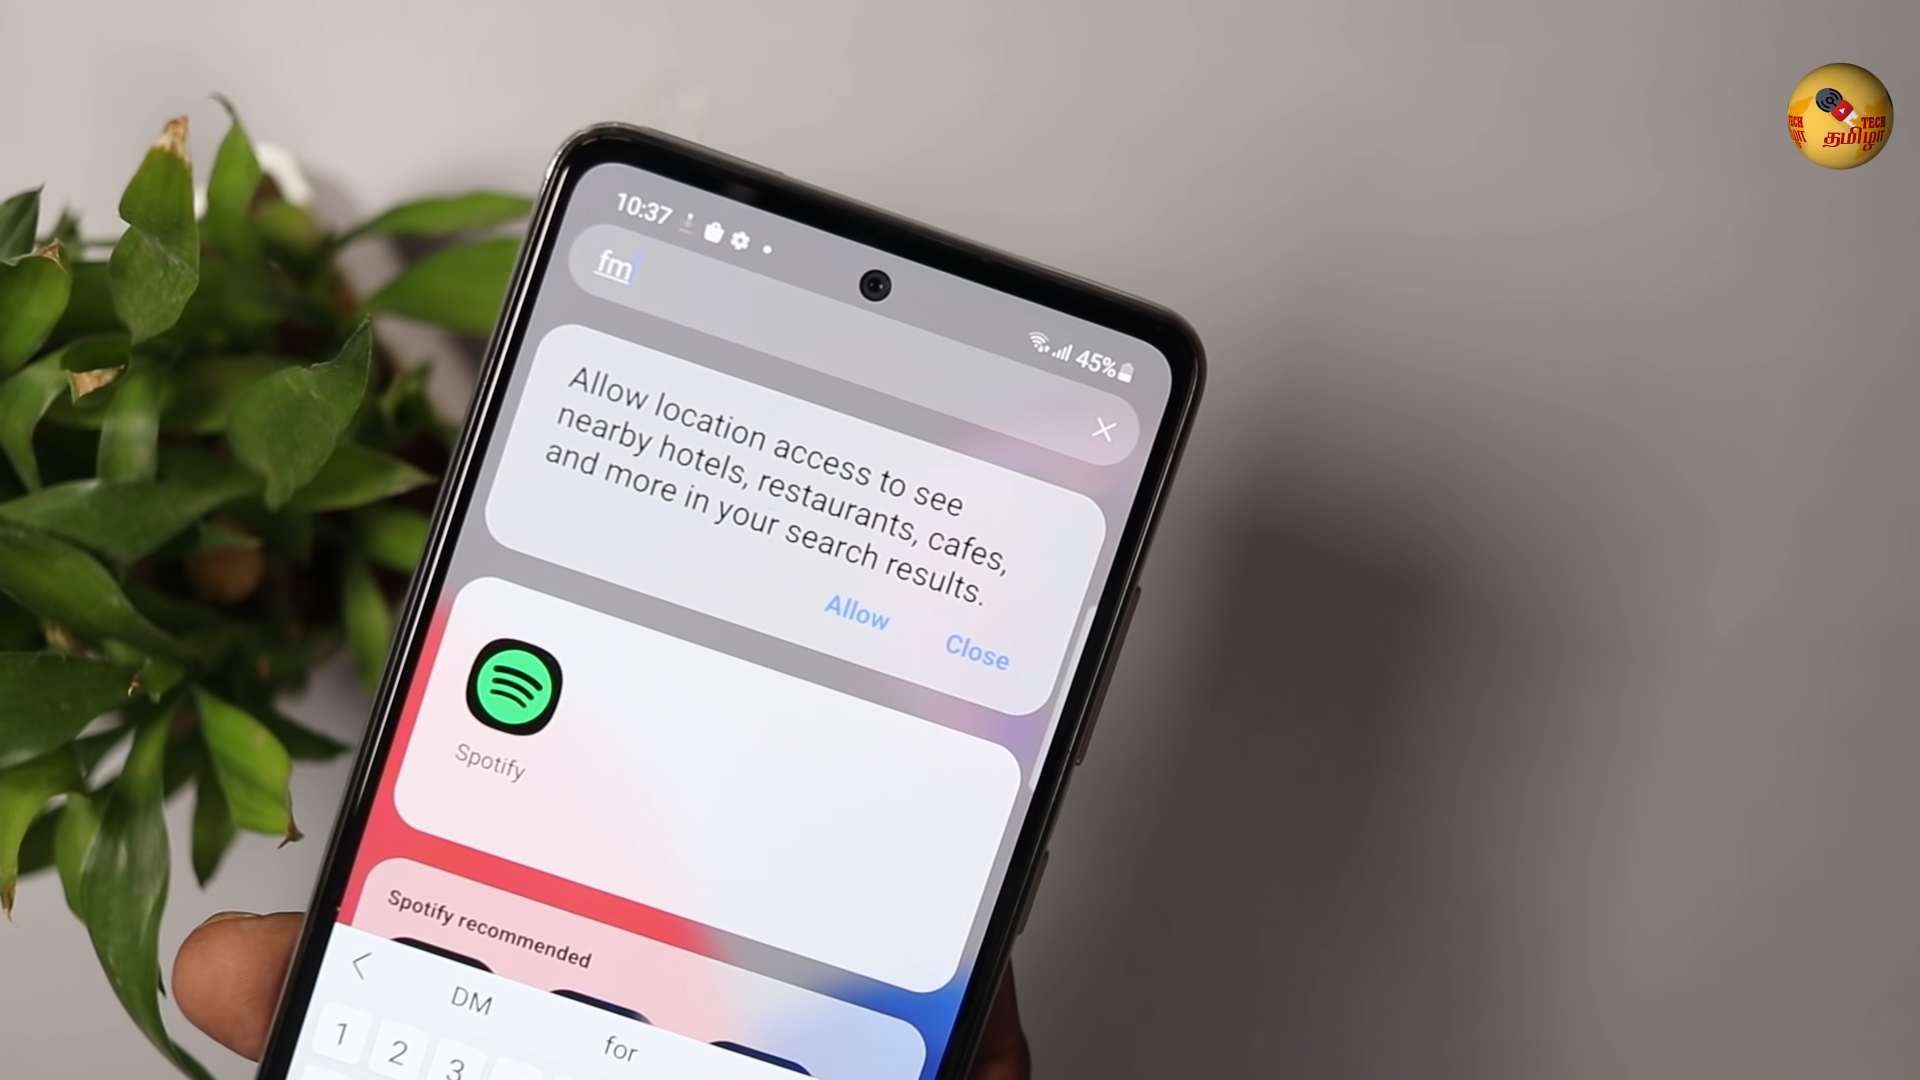 10:37
45%
fm
Allow location access to see
nearby hotels, restaurants, cafes,
and more in your search results.
Allow Close
Spotify
Spotify recommended
DM for
1 2 3
TECH
தமிழா